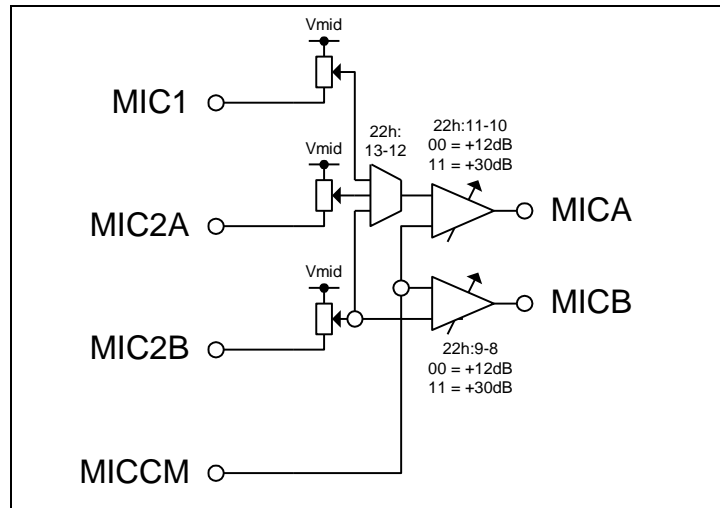 Vmid
MIC1
22h:
13-12
22h:11-10
00 = +12dB
11 = +30dB
Vmid
MIC2A
MICA
Vmid
MIC2B
MICB
22h:9-8
00 = +12dB
11 = +30dB
MICCM